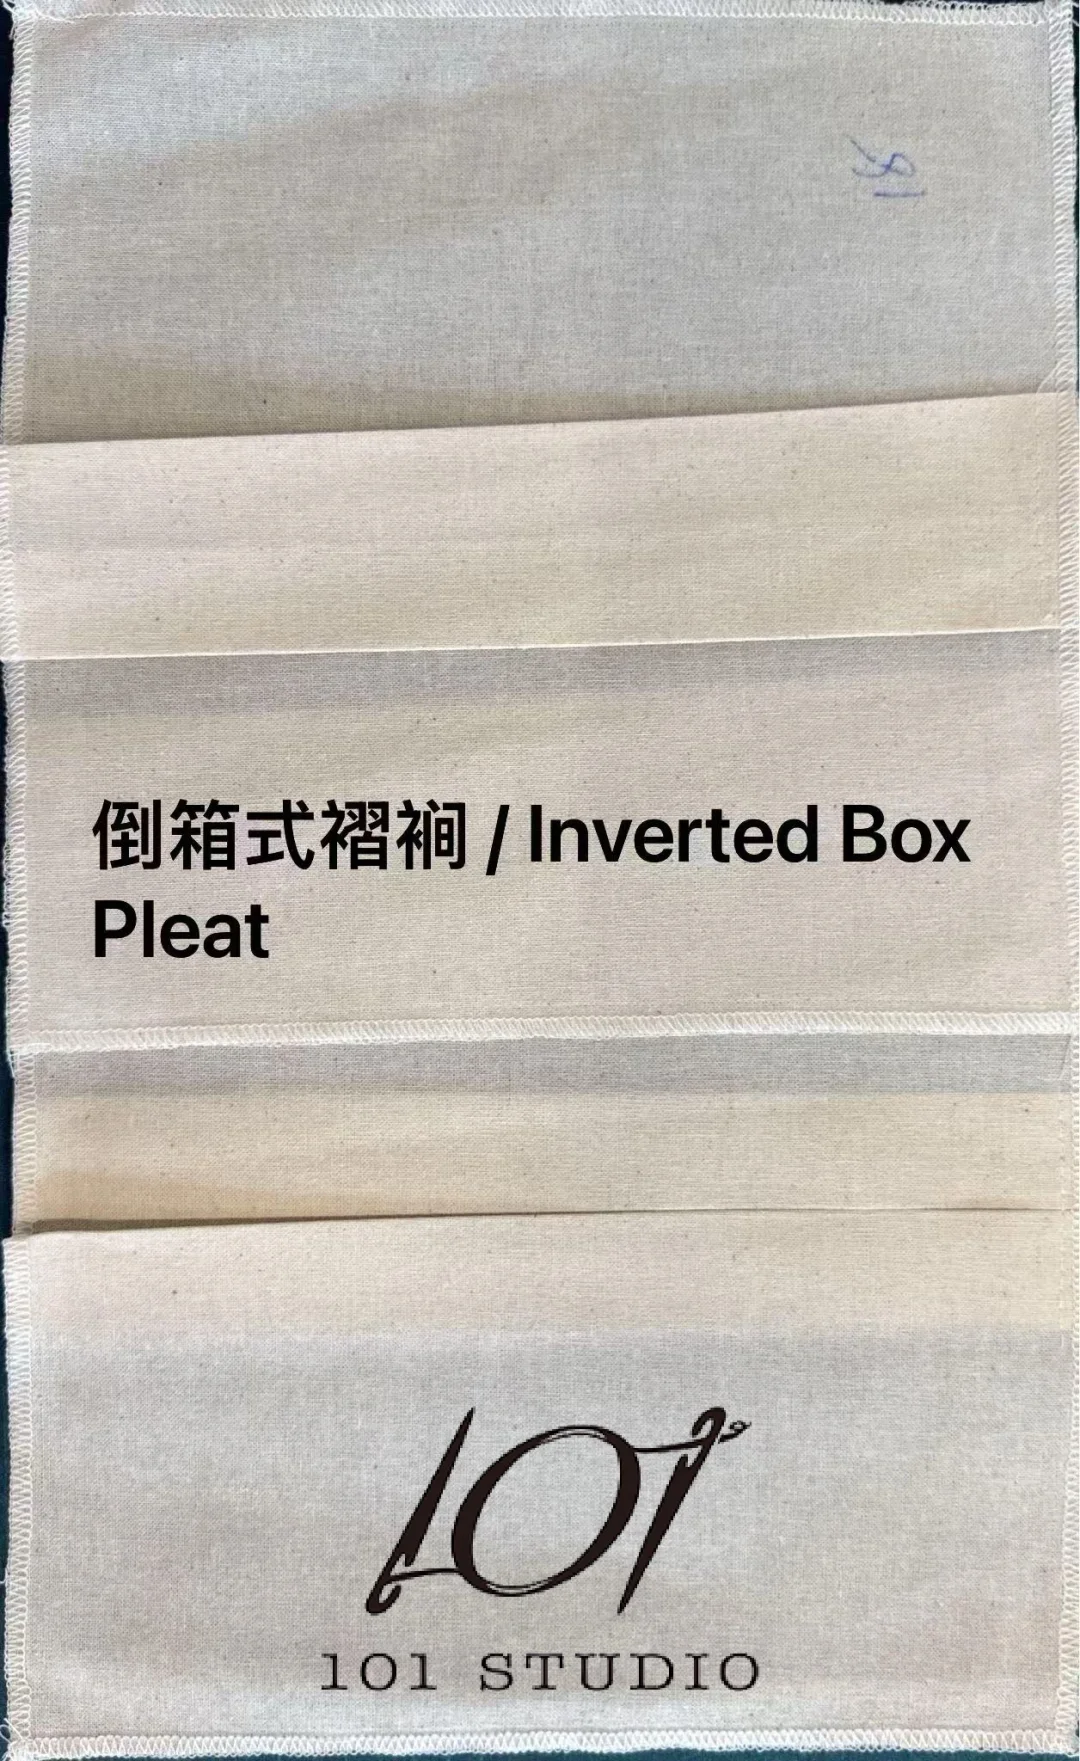 倒箱式褶裥 / Inverted Box
Pleat
101
101 STUDIO